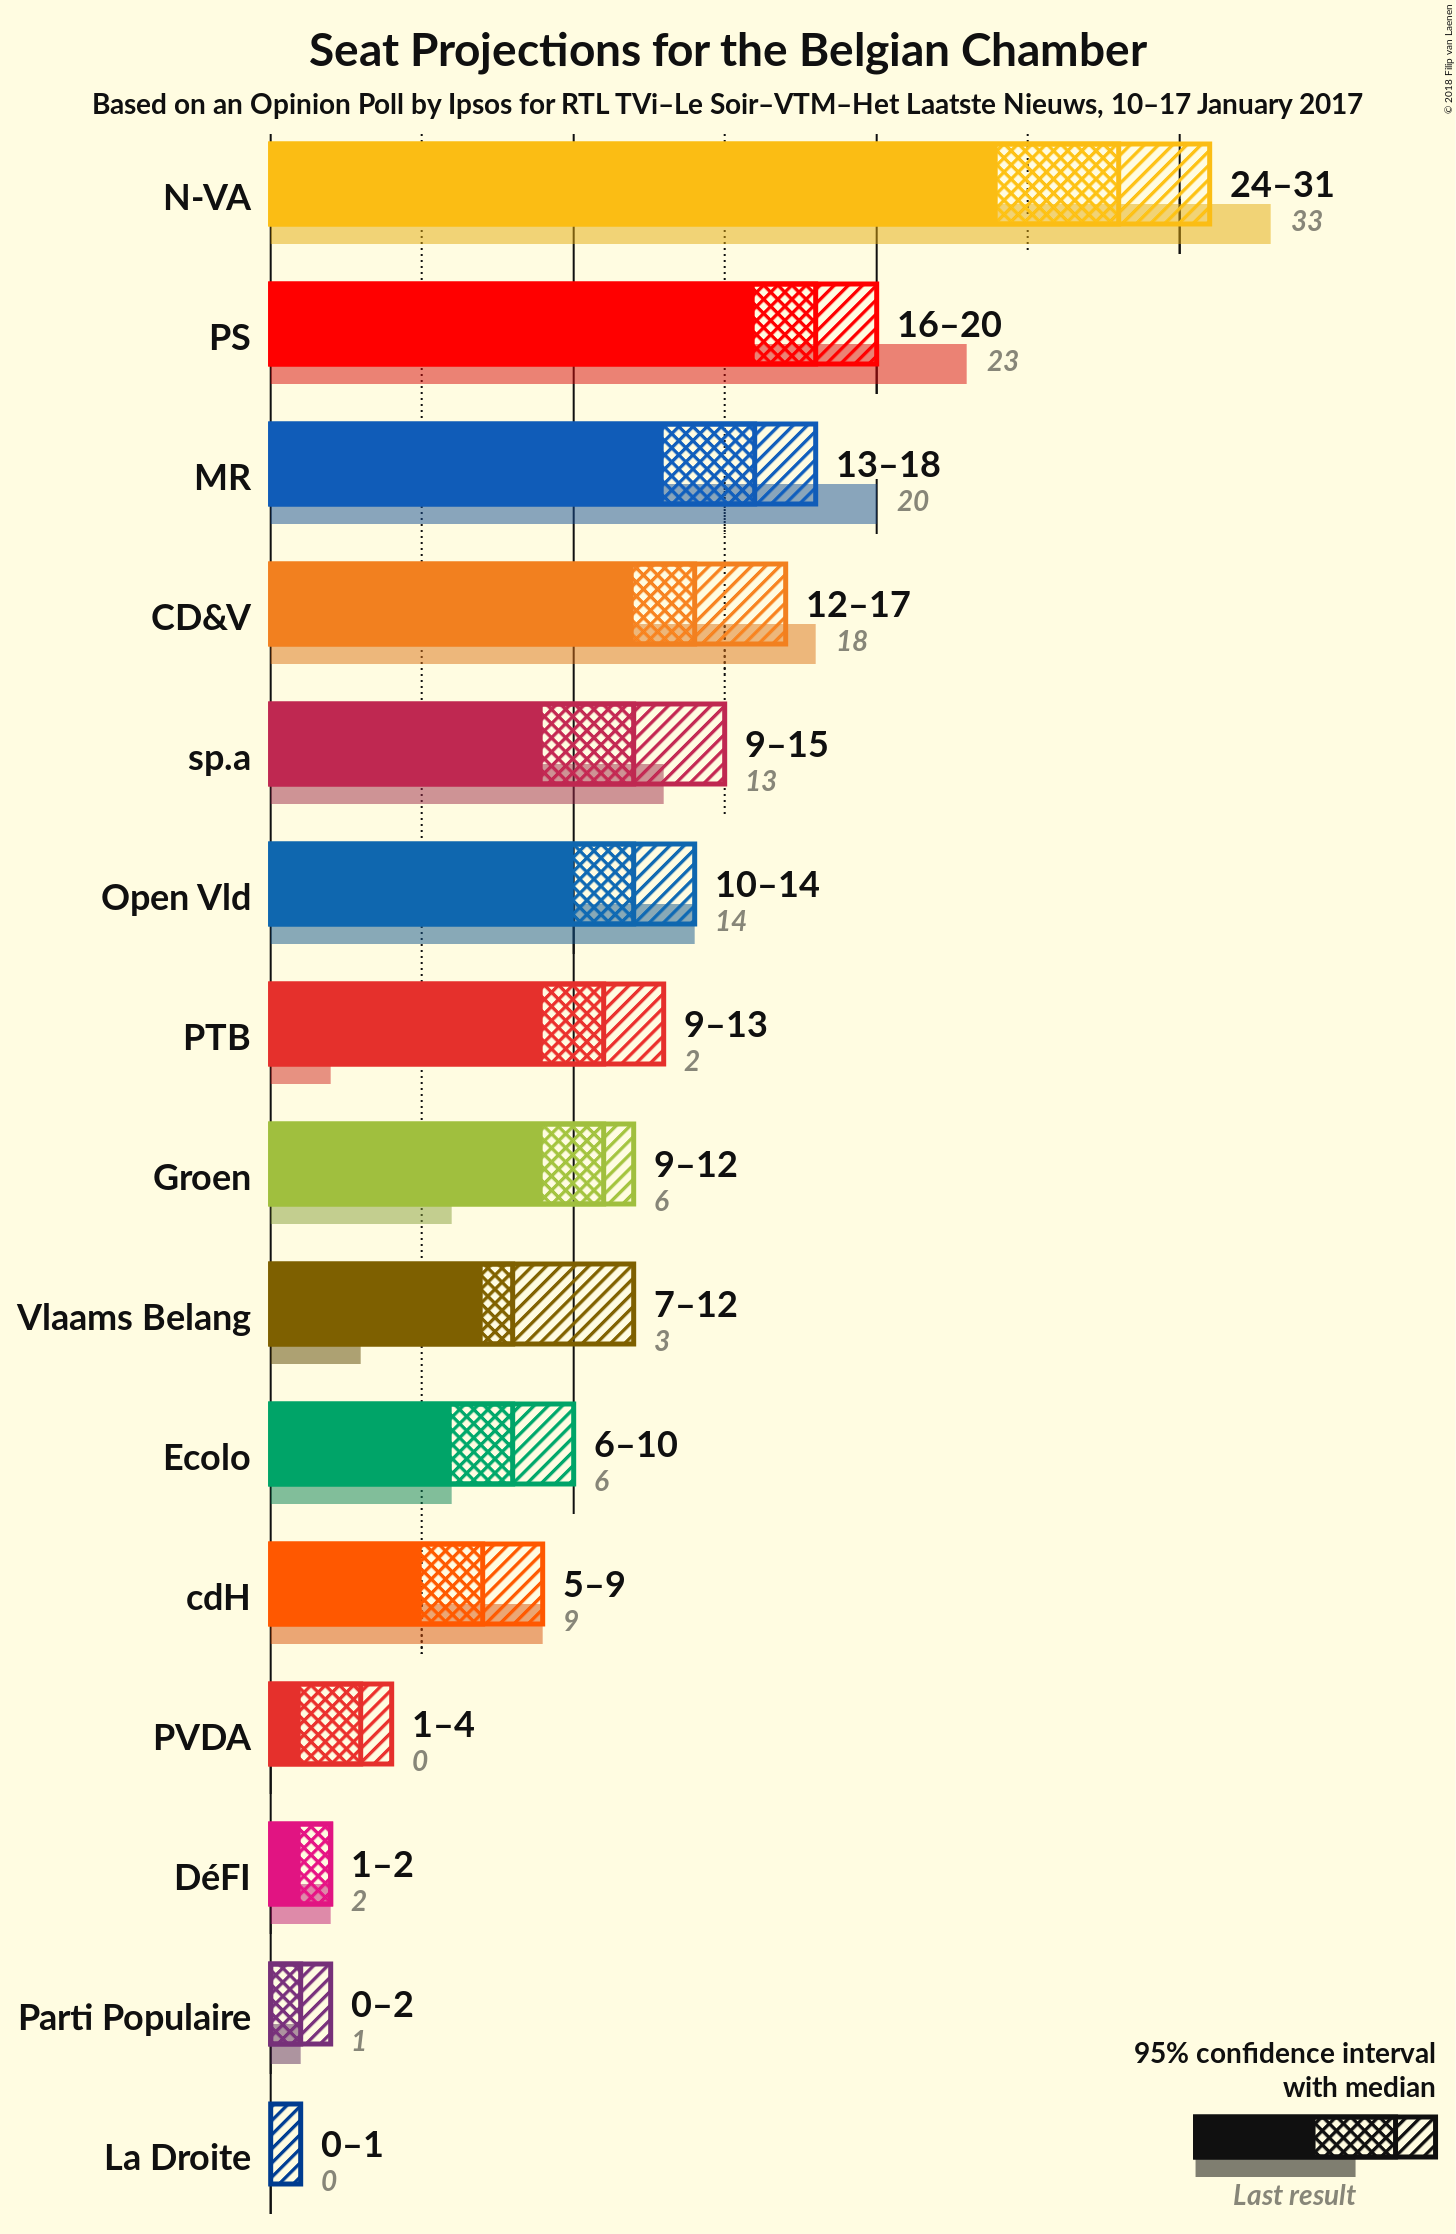 Seat Projections for the Belgian Chamber
Based on an Opinion Poll by Ipsos for RTL TVi–Le Soir–VTM–Het Laatste Nieuws, 10–17 January 2017
© 2018 Filip van Laenen
N-VA
24–31
33
PS
16–20
23
MR
13–18
20
CD&V
12–17
18
sp.a
9–15
13
Open Vld
10–14
14
PTB
9–13
2
Groen
9–12
6
Vlaams Belang
7–12
3
Ecolo
6–10
6
cdH
5–9
9
PVDA
1–4
0
DéFI
1–2
2
Parti Populaire
0–2
1
La Droite
0–1
0
95% confidence interval
with median
Last result